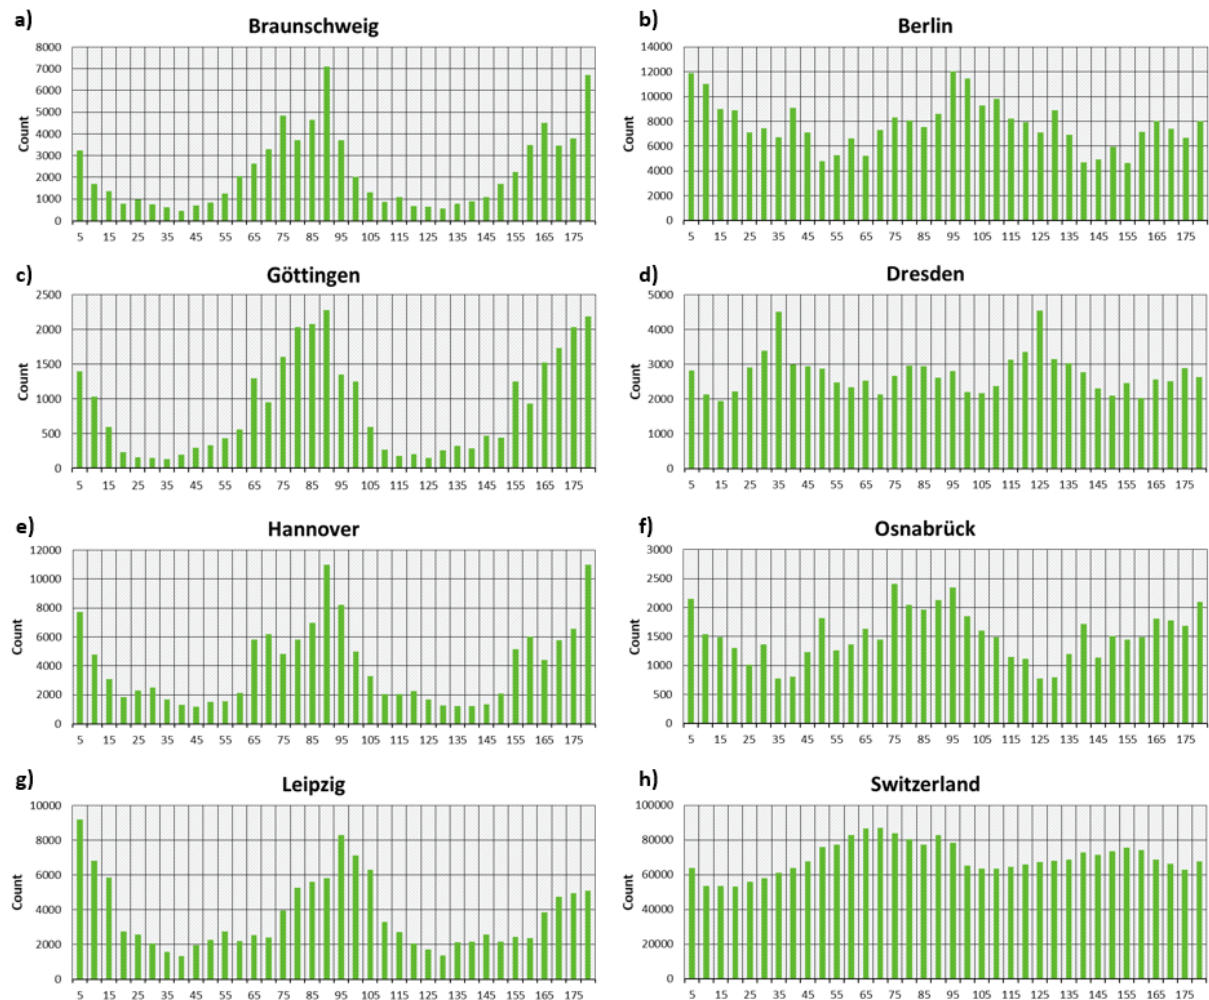 a)
Braunschweig
8000
7000
6000
5000
4000
3000
2000
1000
0
Count
5 15 25 35 45 55 65 75 85 95 105 115 125 135 145 155 165 175
b)
Berlin
14000
12000
10000
8000
6000
4000
2000
0
Count
5 15 25 35 45 55 65 75 85 95 105 115 125 135 145 155 165 175
c)
Göttingen
2500
2000
1500
1000
500
0
Count
5 15 25 35 45 55 65 75 85 95 105 115 125 135 145 155 165 175
d)
Dresden
5000
4000
3000
2000
1000
0
Count
5 15 25 35 45 55 65 75 85 95 105 115 125 135 145 155 165 175
e)
Hannover
12000
10000
8000
6000
4000
2000
0
Count
5 15 25 35 45 55 65 75 85 95 105 115 125 135 145 155 165 175
f)
Osnabrück
3000
2500
2000
1500
1000
500
0
Count
5 15 25 35 45 55 65 75 85 95 105 115 125 135 145 155 165 175
g)
Leipzig
10000
8000
6000
4000
2000
0
Count
5 15 25 35 45 55 65 75 85 95 105 115 125 135 145 155 165 175
h)
Switzerland
100000
80000
60000
40000
20000
0
Count
5 15 25 35 45 55 65 75 85 95 105 115 125 135 145 155 165 175